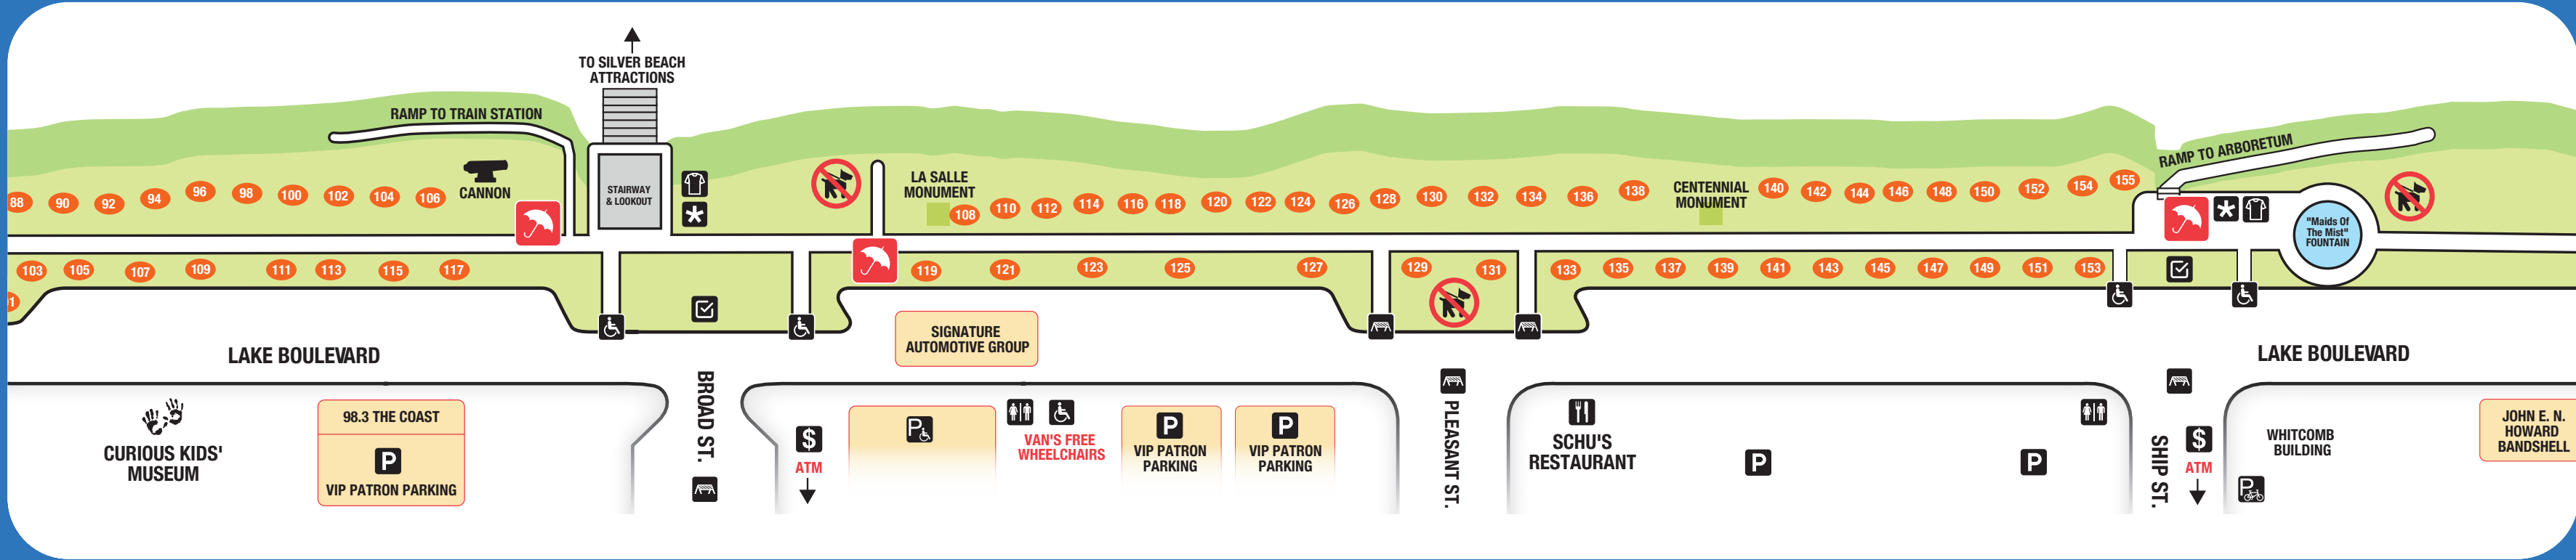 TO SILVER BEACH
ATTRACTIONS
RAMP TO TRAIN STATION
CANNON
STAIRWAY
& LOOKOUT
LA SALLE
MONUMENT
CENTENNIAL
MONUMENT
RAMP TO ARBORETUM
"Maids Of
The Mist"
FOUNTAIN
88 90 92 94 96 98 100 102 104 106
108 110 112 114 116 118 120 122 124 126 128 130 132 134 136 138
140 142 144 146 148 150 152 154 155
103 105 107 109 111 113 115 117
119 121 123 125 127
129 131
133 135 137 139 141 143 145 147 149 151 153
LAKE BOULEVARD
SIGNATURE
AUTOMOTIVE GROUP
LAKE BOULEVARD
CURIOUS KIDS'
MUSEUM
98.3 THE COAST
P
VIP PATRON PARKING
BROAD ST.
$
ATM
P
VAN'S FREE
WHEELCHAIRS
P
VIP PATRON
PARKING
P
VIP PATRON
PARKING
PLEASANT ST.
SCHU'S
RESTAURANT
P
P
SHIP ST.
$
ATM
WHITCOMB
BUILDING
P
JOHN E. N.
HOWARD
BANDSHELL